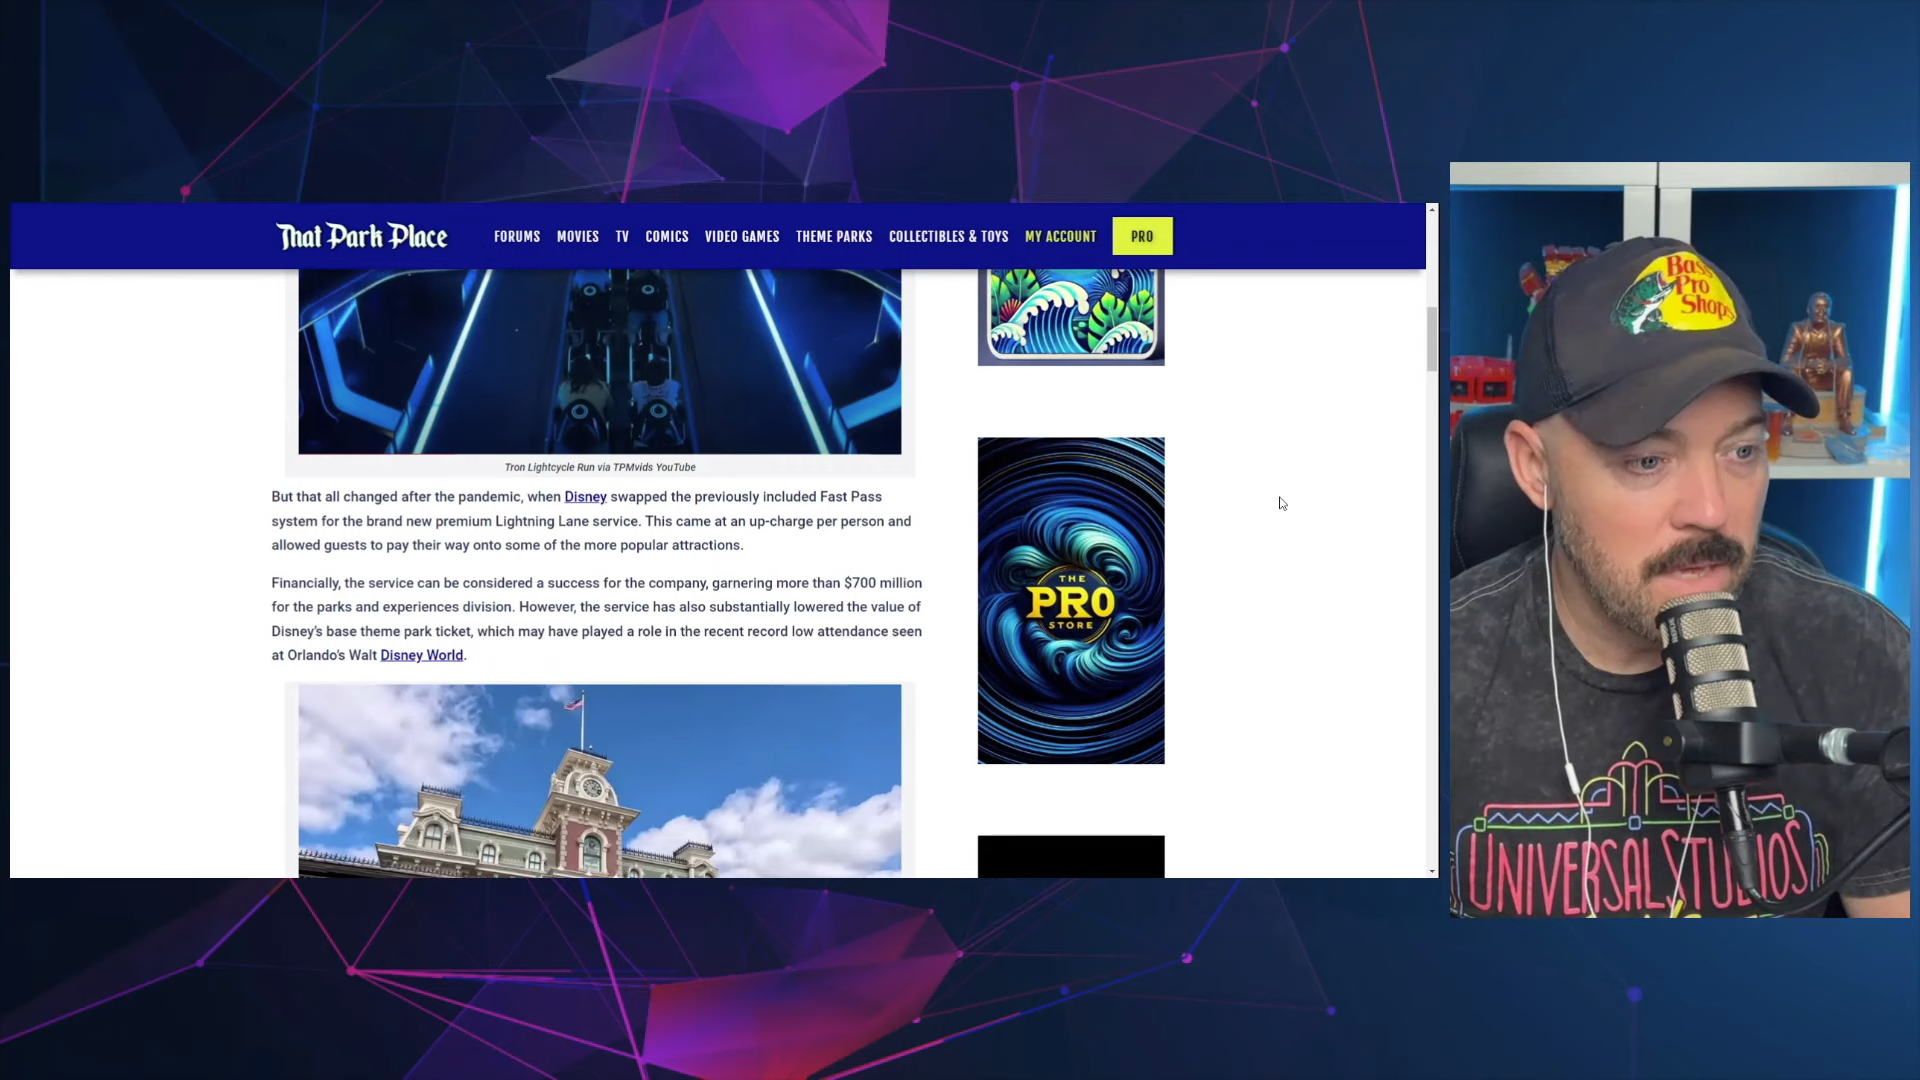 That Park Place
FORUMS MOVIES TV COMICS VIDEO GAMES THEME PARKS COLLECTIBLES & TOYS MY ACCOUNT PRO
Tron Lightcycle Run via TPMvids YouTube
But that all changed after the pandemic, when Disney swapped the previously included Fast Pass
system for the brand new premium Lightning Lane service. This came at an up-charge per person and
allowed guests to pay their way onto some of the more popular attractions.
Financially, the service can be considered a success for the company, garnering more than $700 million
for the parks and experiences division. However, the service has also substantially lowered the value of
Disney's base theme park ticket, which may have played a role in the recent record low attendance seen
at Orlando's Walt Disney World.
THE
PRO
STORE
Bass
Pro
Shops
UNIVERSAL STUDIOS